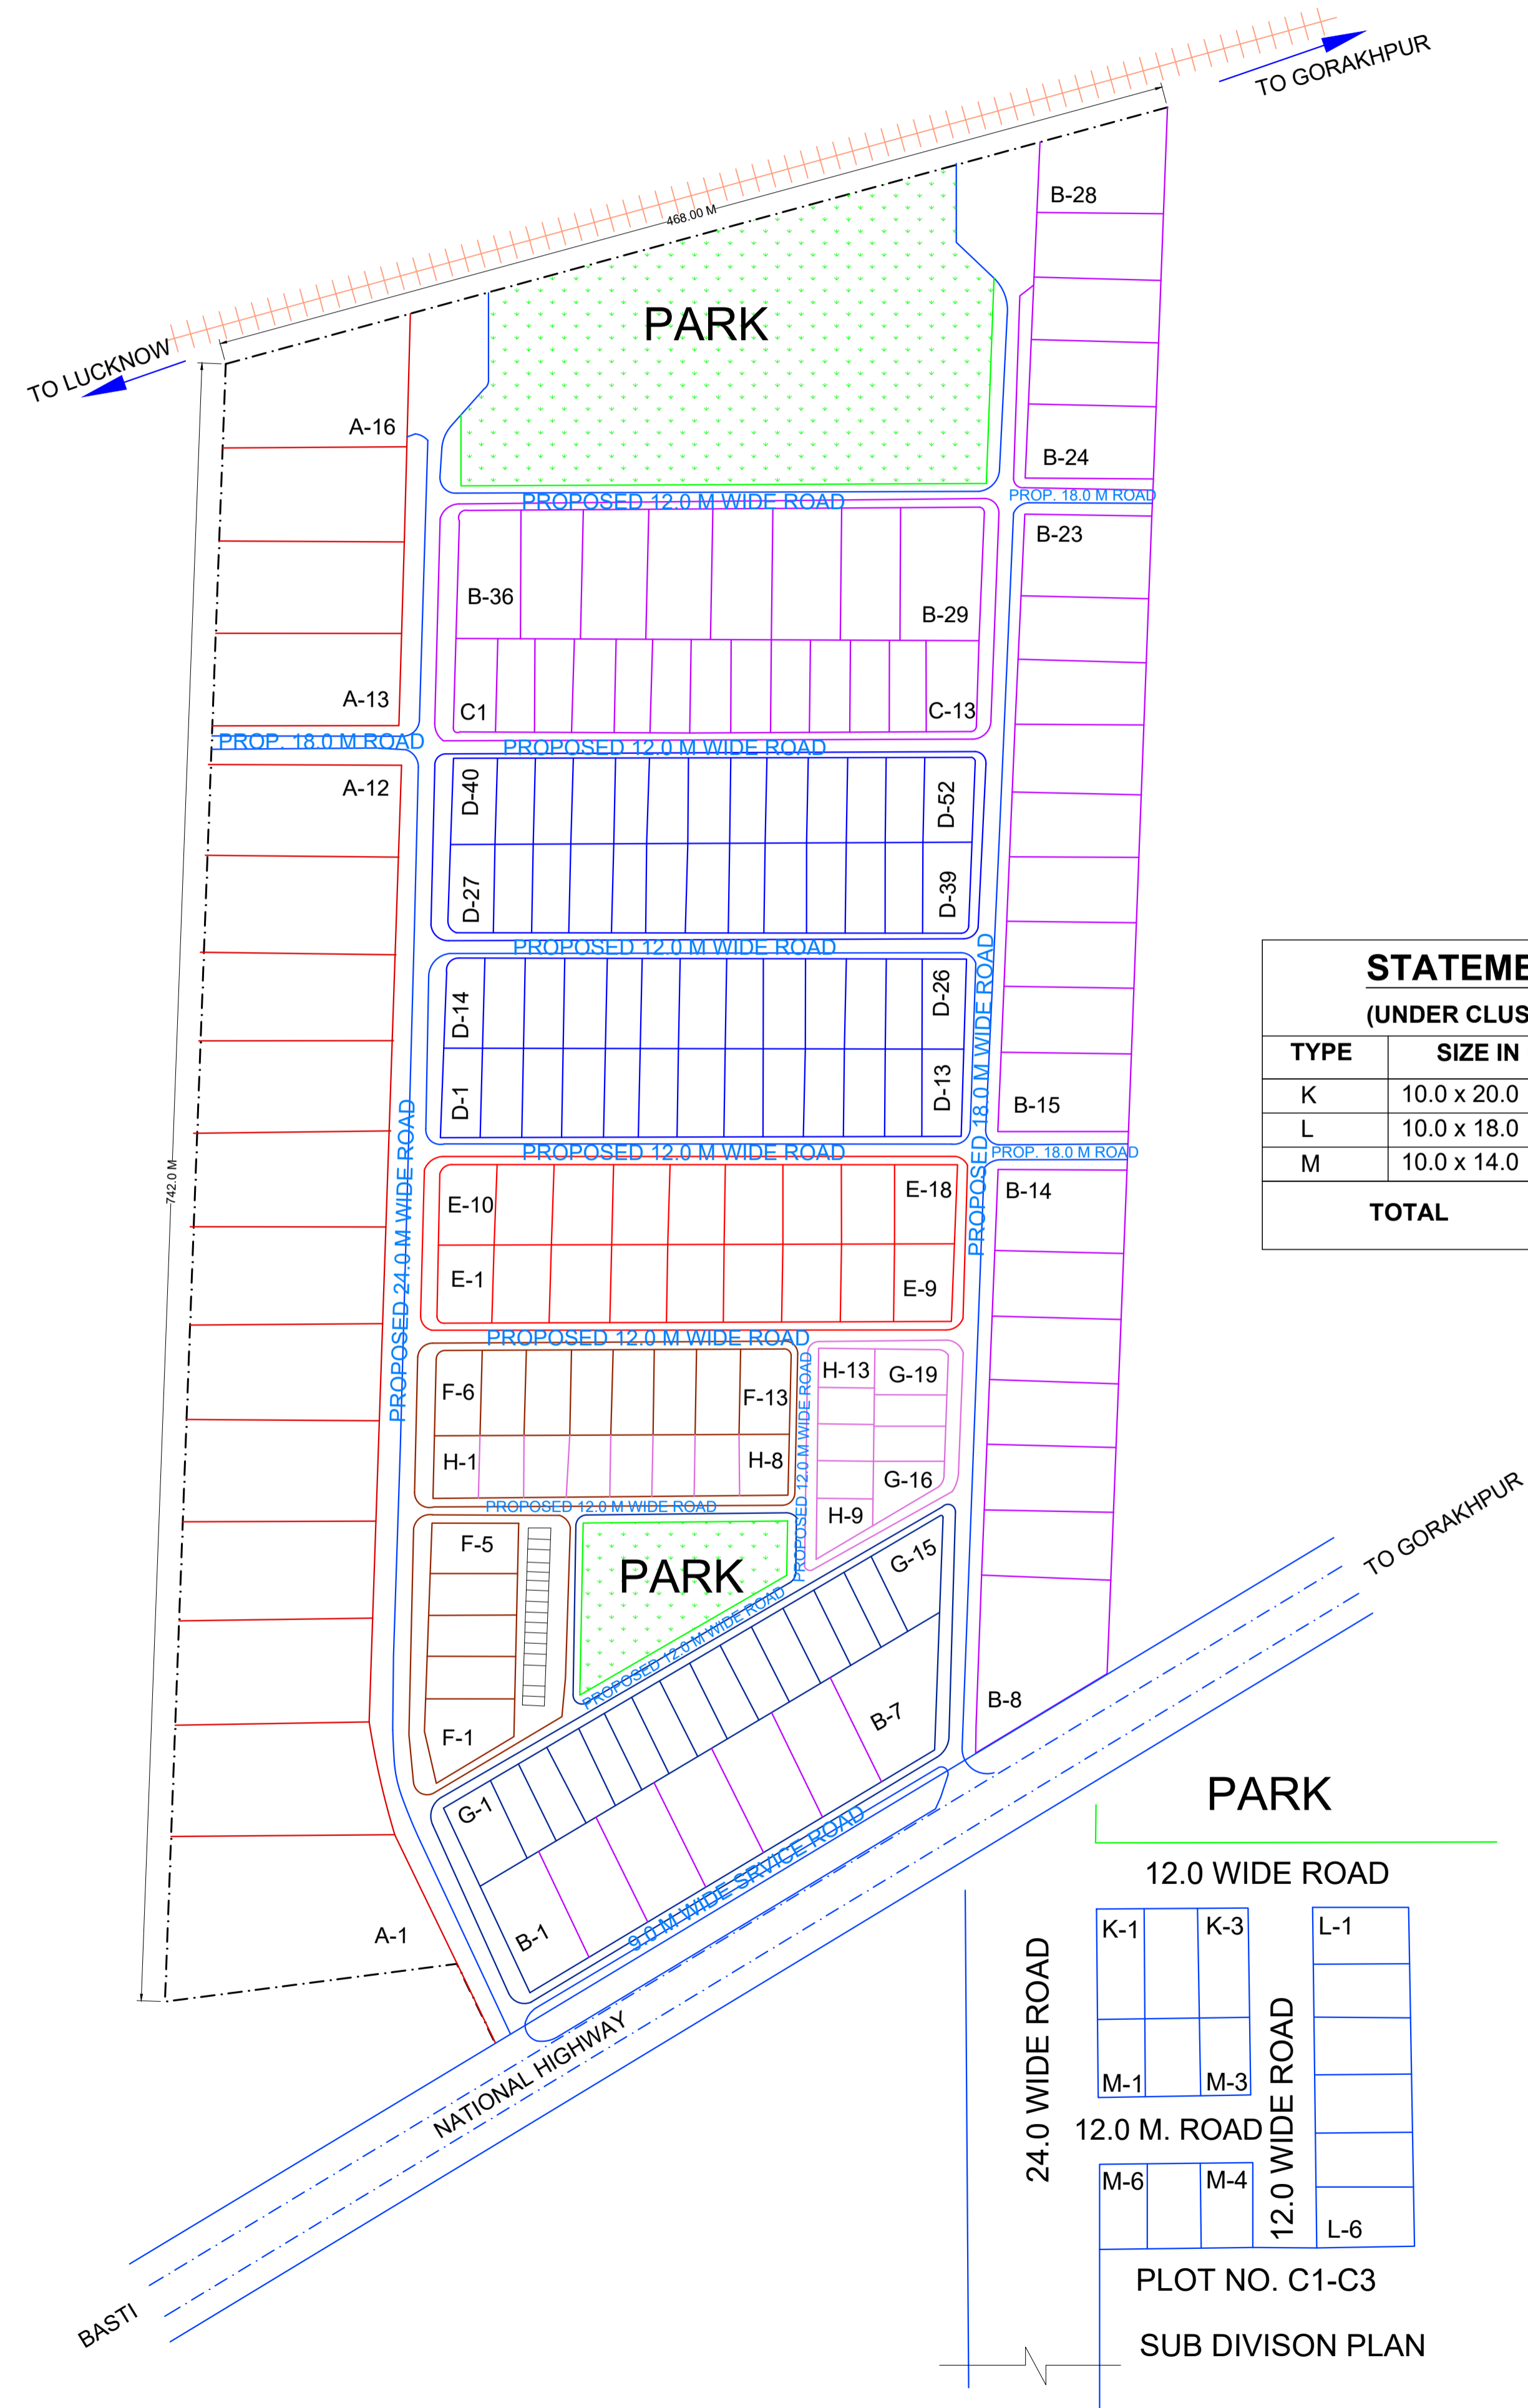 TO GORAKHPUR
468.00 M
TO LUCKNOW
PARK
B-28
A-16
B-24
PROPOSED 12.0 M WIDE ROAD
PROP. 18.0 M ROAD
B-23
B-36
B-29
A-13
C1
C-13
PROP. 18.0 M ROAD
PROPOSED 12.0 M WIDE ROAD
A-12
D-40
D-52
D-27
D-39
PROPOSED 12.0 M WIDE ROAD
D-14
D-26
D-1
D-13
B-15
PROPOSED 18.0 M WIDE ROAD
PROPOSED 24.0 M WIDE ROAD
742.0 M
PROPOSED 12.0 M WIDE ROAD
PROP. 18.0 M ROAD
E-10
E-18
B-14
E-1
E-9
PROPOSED 12.0 M WIDE ROAD
F-6
F-13
H-13
G-19
H-1
H-8
G-16
PROPOSED 12.0 M WIDE ROAD
PROPOSED 12.0 M WIDE ROAD
H-9
F-5
PARK
G-15
PROPOSED 12.0 M WIDE ROAD
F-1
B-7
B-8
G-1
B-1
9.0 M WIDE SRVICE ROAD
A-1
NATIONAL HIGHWAY
TO GORAKHPUR
BASTI
STATEME
(UNDER CLUS
TYPE SIZE IN
K 10.0 x 20.0
L 10.0 x 18.0
M 10.0 x 14.0
TOTAL
PARK
12.0 WIDE ROAD
K-1
K-3
L-1
24.0 WIDE ROAD
12.0 WIDE ROAD
M-1
M-3
12.0 M. ROAD
M-6
M-4
L-6
PLOT NO. C1-C3
SUB DIVISON PLAN